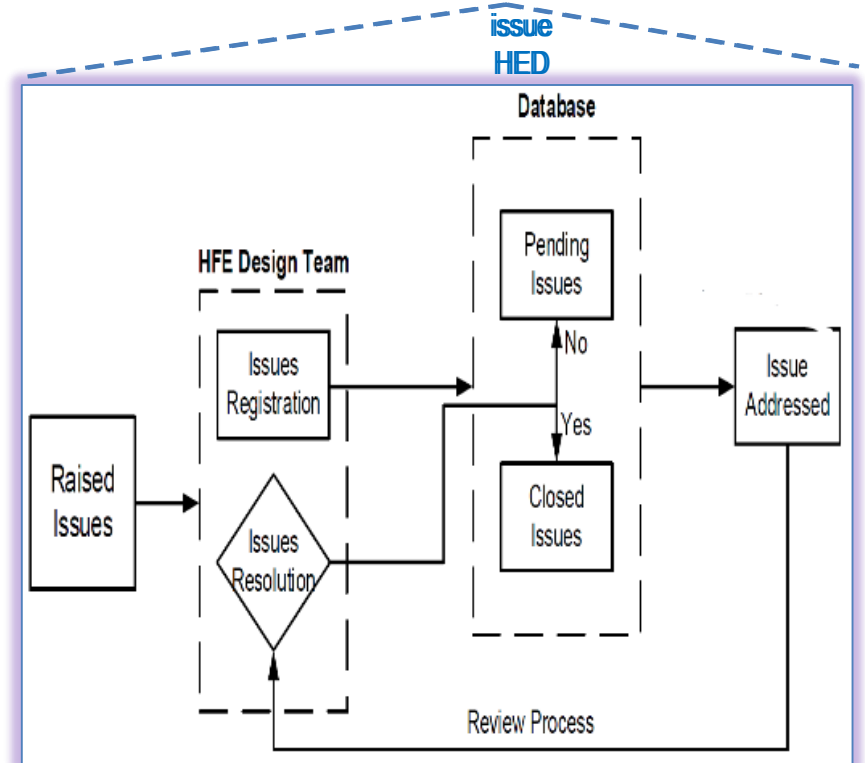 issue
HED
Database
Pending
Issues
HFE Design Team
No
Issues
Registration
Issue
Addressed
Yes
Raised
Issues
Closed
Issues
Issues
Resolution
Review Process